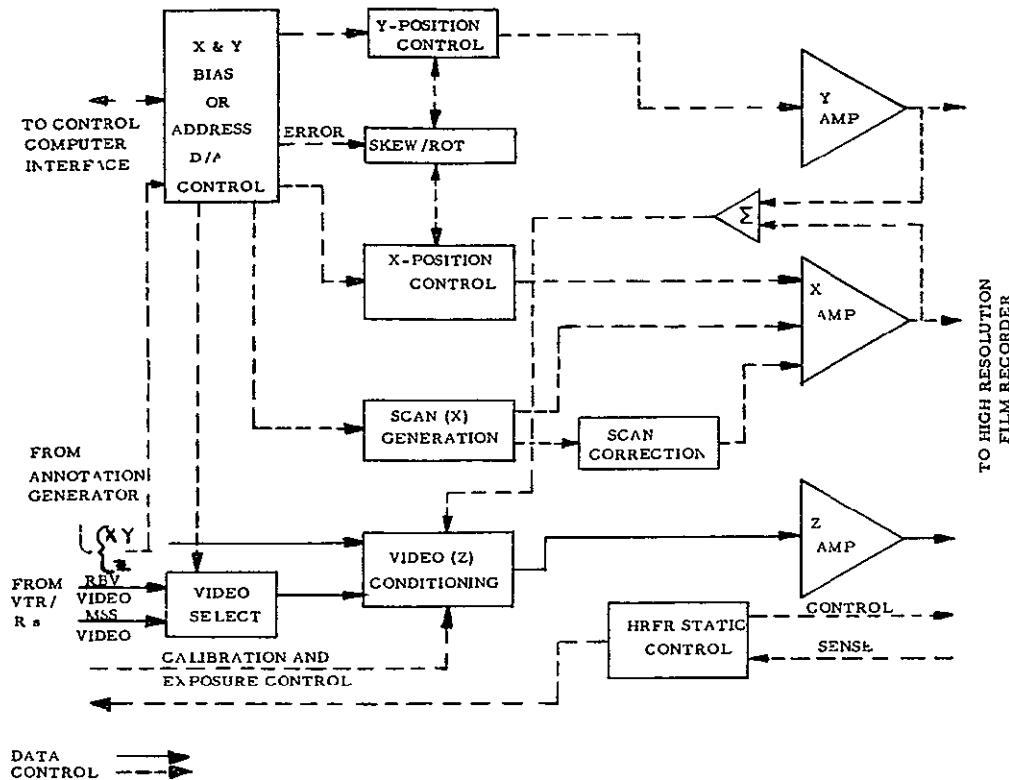 X & Y
BIAS
OR
ADDRESS
D/A
CONTROL
TO CONTROL
COMPUTER
INTERFACE
Y-POSITION
CONTROL
ERROR
SKEW/ROT
X-POSITION
CONTROL
Y
AMP
Σ
X
AMP
SCAN (X)
GENERATION
SCAN
CORRECTION
TO HIGH RESOLUTION
FILM RECORDER
FROM
ANNOTATION
GENERATOR
X Y
FROM
VTR/
R s
RBV
VIDEO
MSS
VIDEO
VIDEO
SELECT
VIDEO (Z)
CONDITIONING
Z
AMP
HRFR STATIC
CONTROL
CONTROL
SENSE
CALIBRATION AND
EXPOSURE CONTROL
DATA
CONTROL